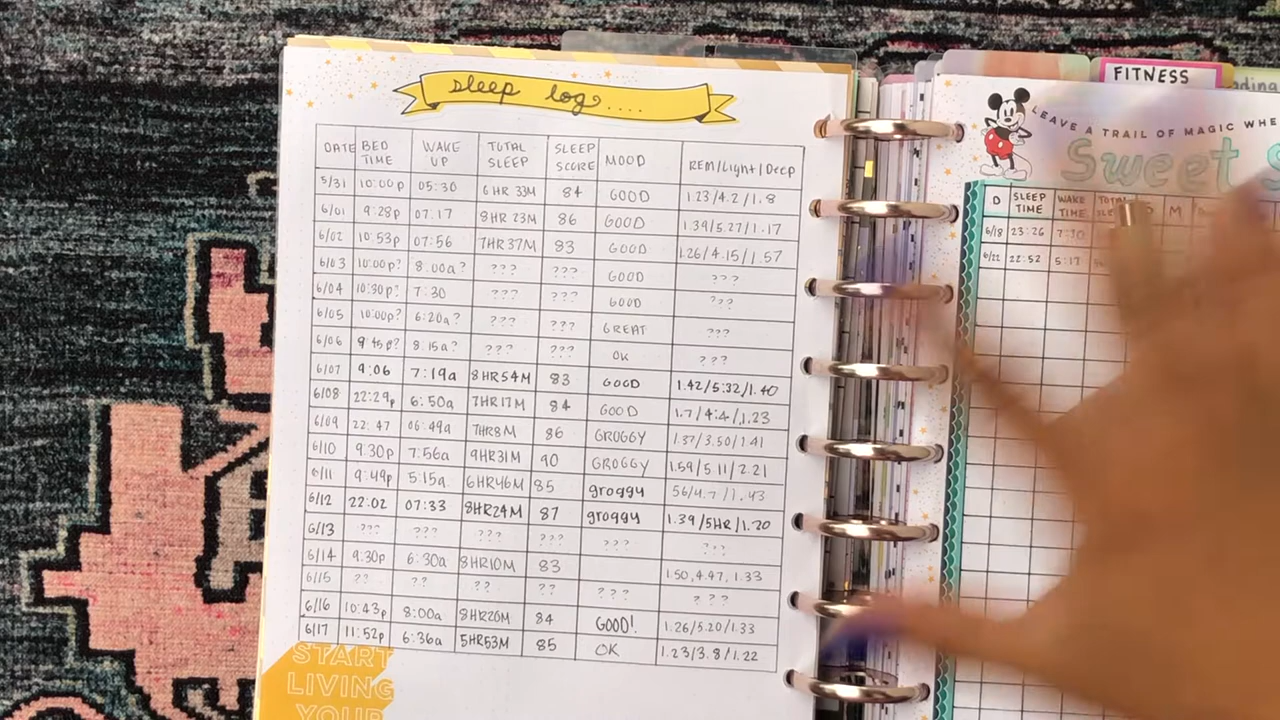 sleep log....
DATE BED TIME WAKE UP TOTAL SLEEP SLEEP SCORE MOOD REM/Light/Deep
5/31 10:00p 05:30 6HR 33M 84 GOOD 1.23/4.2/1.8
6/01 9:28p 07.17 8HR 23M 86 GOOD 1.39/5.27/1.17
6/02 10:53p 07:56 7HR37M 83 GOOD 1.26/4.15/1.57
6/03 10:00p? 8:00a? ??? ??? GOOD ???
6/04 10:30p? 7:30 ??? ??? GOOD ???
6/05 10:00p? 6:20a? ??? ??? GREAT ???
6/06 9:45p? 8:15a? ??? ??? OK ???
6/07 9:06 7:19a 8HR54M 83 GOOD 1.42/5:32/1.40
6/08 22:29p 6:50a 7HR17M 84 GOOD 1.7/4:4/1.23
6/09 22:47 06:49a 7HR8M 86 GROGGY 1.37/3.50/1.41
6/10 9:30p 7:56a 9HR31M 90 GROGGY 1.59/5.11/2.21
6/11 9:49p 5:15a 6HR46M 85 groggy 56/4.7/1.43
6/12 22:02 07:33 8HR24M 87 groggy 1.39/5HR/1.20
6/13 ??? ??? ??? ??? ??? ???
6/14 9:30p 6:30a 8HR10M 83 1.50,4.47,1.33
6/15 ?? ?? ?? ?? ??? ???
6/16 10:43p 8:00a 8HR20M 84 GOOD! 1.26/5.20/1.33
6/17 11:52p 6:36a 5HR53M 85 OK 1.23/3.8/1.22
START
LIVING
YOUR
FITNESS
LEAVE A TRAIL OF MAGIC
Sweet
D SLEEP TIME WAKE TIME M
6/18 23:26 7:30
6/22 22:52 5:17